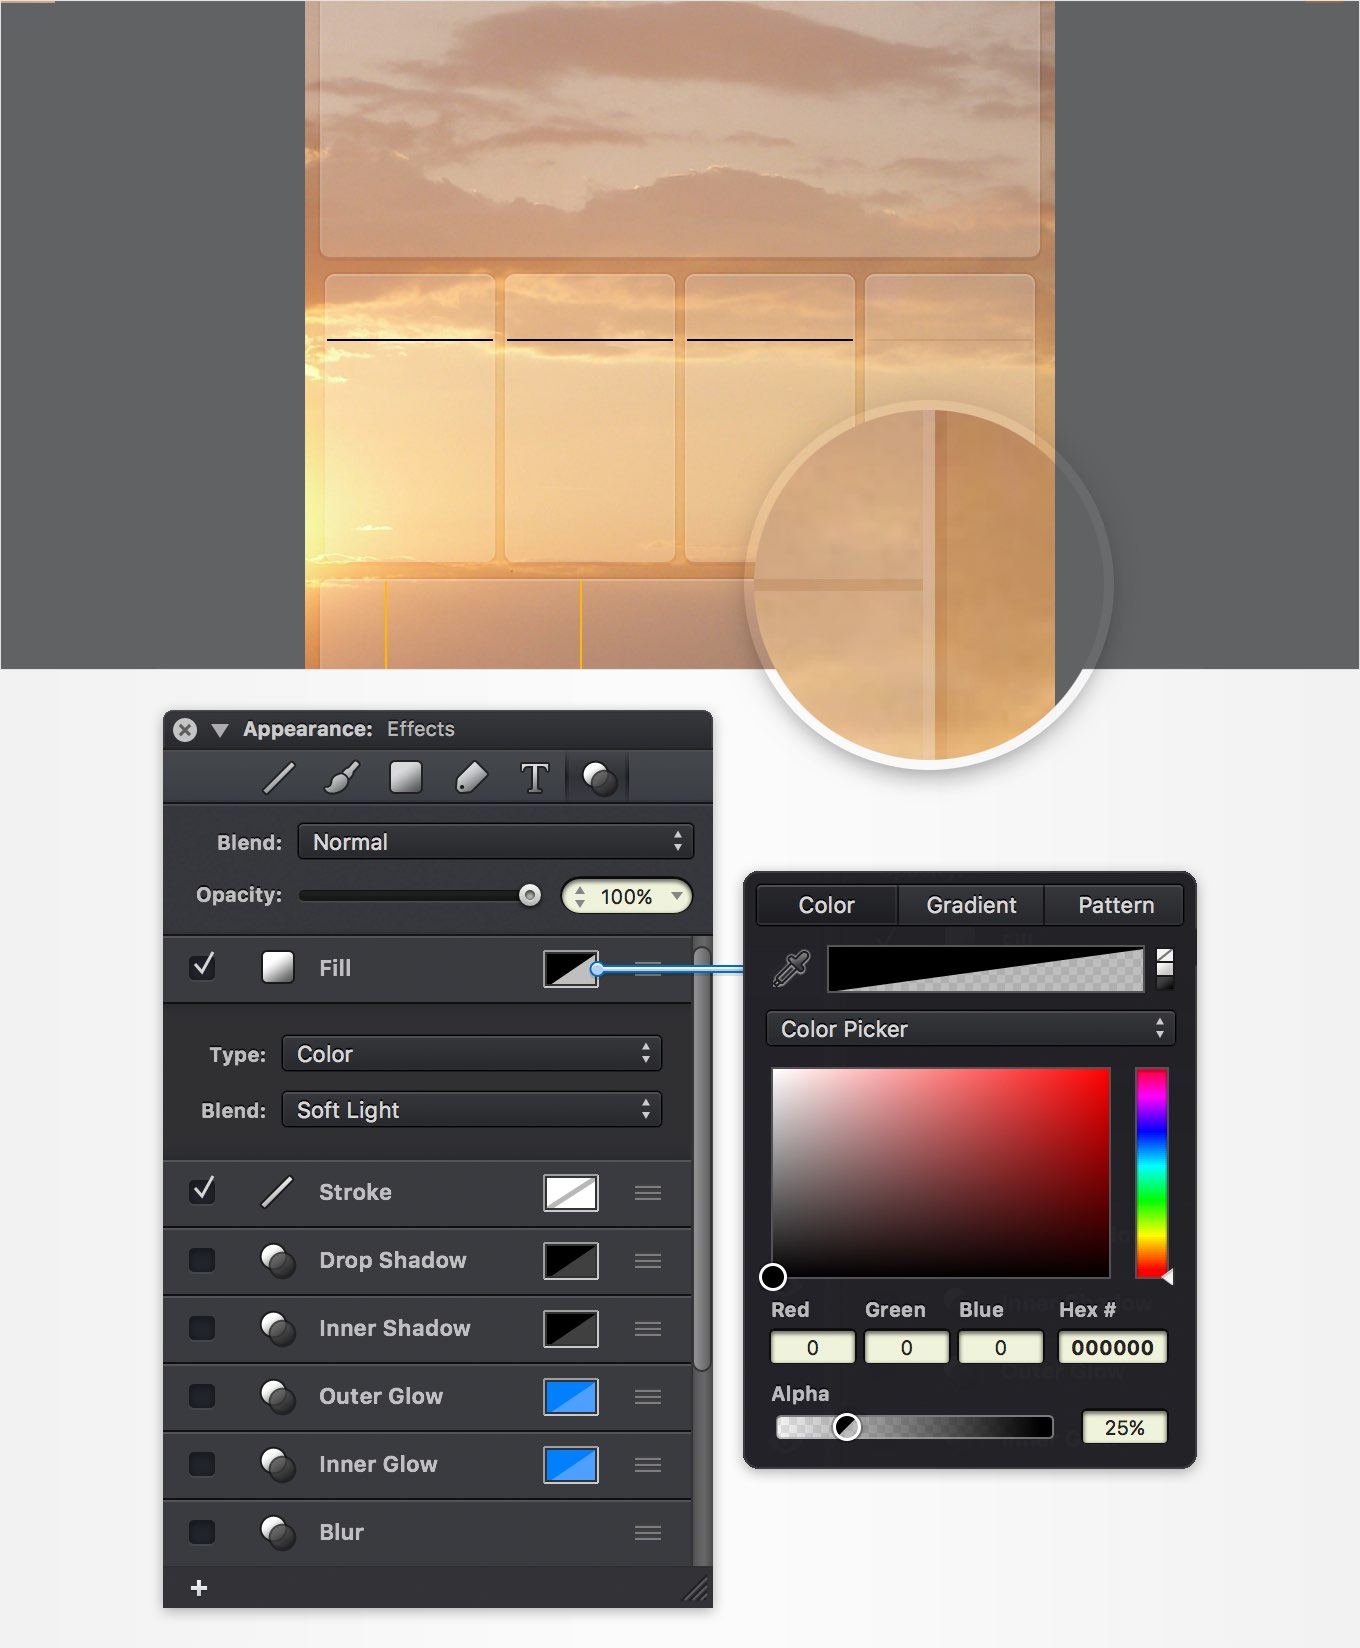 Appearance: Effects
T
Blend: Normal
Opacity: 100%
Fill
Type: Color
Blend: Soft Light
Stroke
Drop Shadow
Inner Shadow
Outer Glow
Inner Glow
Blur
+
Color Gradient Pattern
Color Picker
Red Green Blue Hex #
0 0 0 000000
Alpha
25%